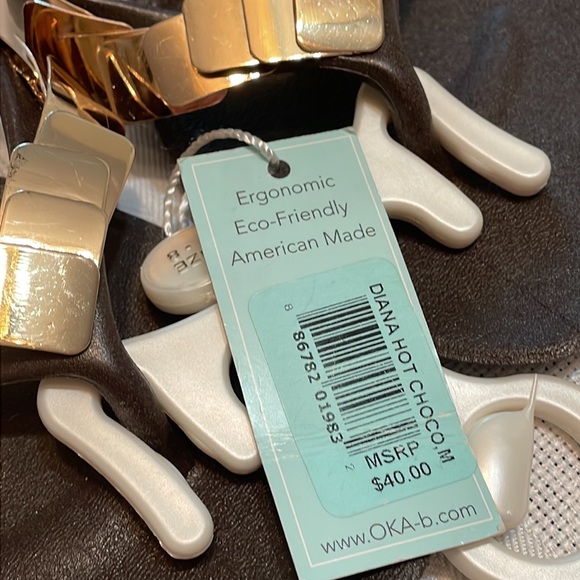 Ergonomic
Eco-Friendly
American Made
DIANA HOT CHOCO,M
8 86782 01983 2
MSRP
$40.00
www.OKA-b.com